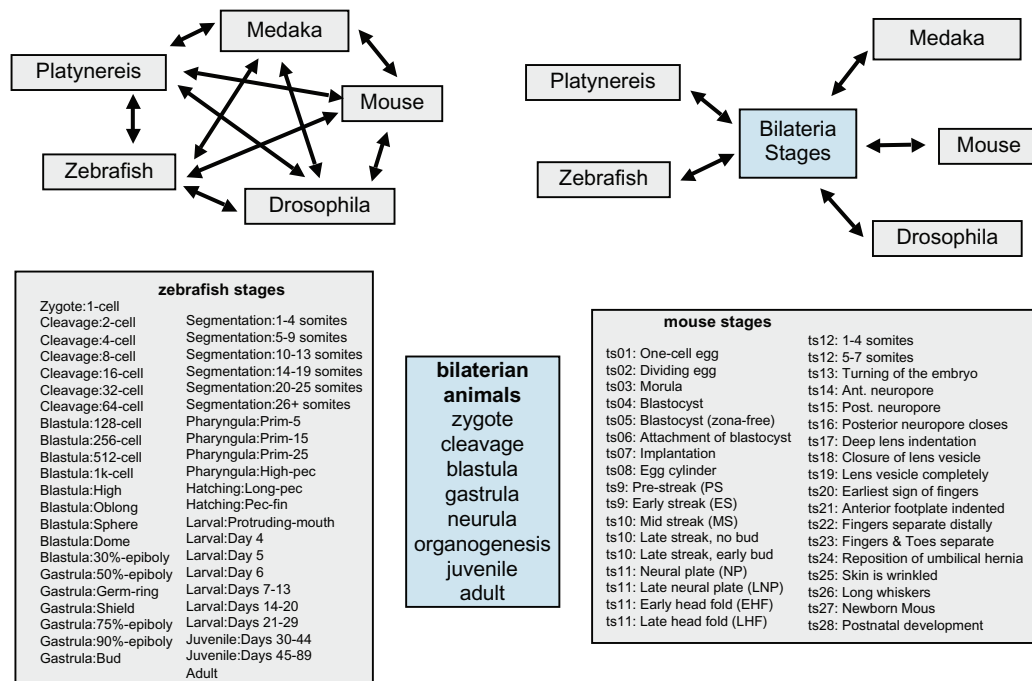 Medaka
Platynereis
Mouse
Zebrafish
Drosophila
Medaka
Platynereis
Bilateria
Stages
Mouse
Zebrafish
Drosophila
zebrafish stages
Zygote:1-cell
Cleavage:2-cell
Cleavage:4-cell
Cleavage:8-cell
Cleavage:16-cell
Cleavage:32-cell
Cleavage:64-cell
Blastula:128-cell
Blastula:256-cell
Blastula:512-cell
Blastula:1k-cell
Blastula:High
Blastula:Oblong
Blastula:Sphere
Blastula:Dome
Blastula:30%-epiboly
Gastrula:50%-epiboly
Gastrula:Germ-ring
Gastrula:Shield
Gastrula:75%-epiboly
Gastrula:90%-epiboly
Gastrula:Bud
Segmentation:1-4 somites
Segmentation:5-9 somites
Segmentation:10-13 somites
Segmentation:14-19 somites
Segmentation:20-25 somites
Segmentation:26+ somites
Pharyngula:Prim-5
Pharyngula:Prim-15
Pharyngula:Prim-25
Pharyngula:High-pec
Hatching:Long-pec
Hatching:Pec-fin
Larval:Protruding-mouth
Larval:Day 4
Larval:Day 5
Larval:Day 6
Larval:Days 7-13
Larval:Days 14-20
Larval:Days 21-29
Juvenile:Days 30-44
Juvenile:Days 45-89
Adult
bilaterian
animals
zygote
cleavage
blastula
gastrula
neurula
organogenesis
juvenile
adult
mouse stages
ts01: One-cell egg
ts02: Dividing egg
ts03: Morula
ts04: Blastocyst
ts05: Blastocyst (zona-free)
ts06: Attachment of blastocyst
ts07: Implantation
ts08: Egg cylinder
ts9: Pre-streak (PS
ts9: Early streak (ES)
ts10: Mid streak (MS)
ts10: Late streak, no bud
ts10: Late streak, early bud
ts11: Neural plate (NP)
ts11: Late neural plate (LNP)
ts11: Early head fold (EHF)
ts11: Late head fold (LHF)
ts12: 1-4 somites
ts12: 5-7 somites
ts13: Turning of the embryo
ts14: Ant. neuropore
ts15: Post. neuropore
ts16: Posterior neuropore closes
ts17: Deep lens indentation
ts18: Closure of lens vesicle
ts19: Lens vesicle completely
ts20: Earliest sign of fingers
ts21: Anterior footplate indented
ts22: Fingers separate distally
ts23: Fingers & Toes separate
ts24: Reposition of umbilical hernia
ts25: Skin is wrinkled
ts26: Long whiskers
ts27: Newborn Mous
ts28: Postnatal development